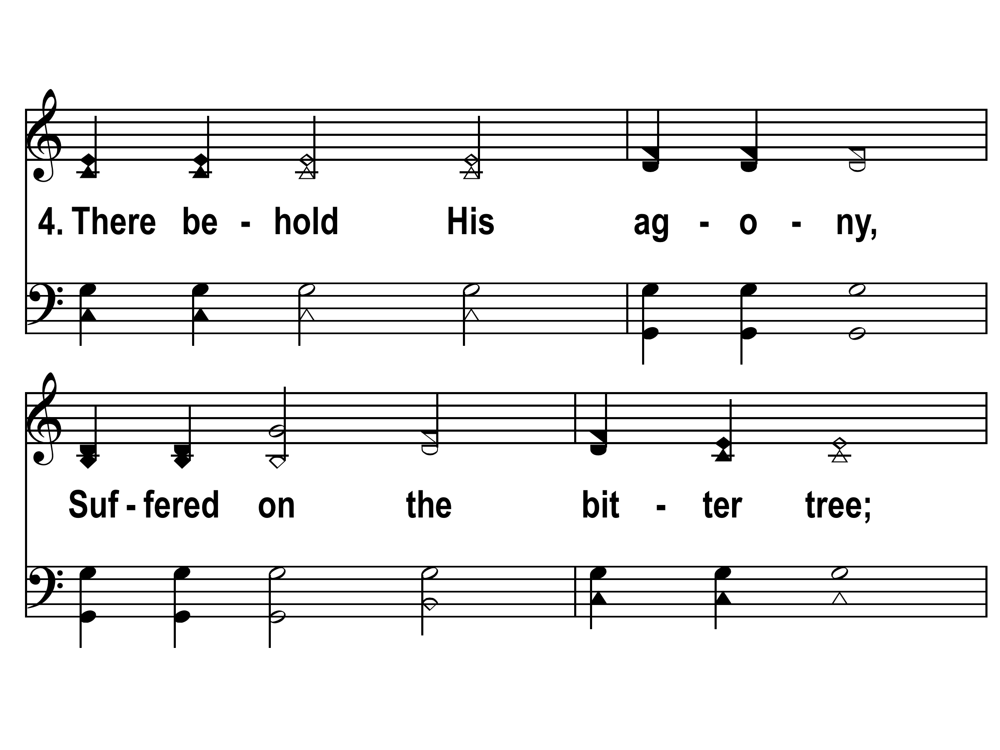 4. There be - hold His ag - o - ny,
Suf - fered on the bit - ter tree;